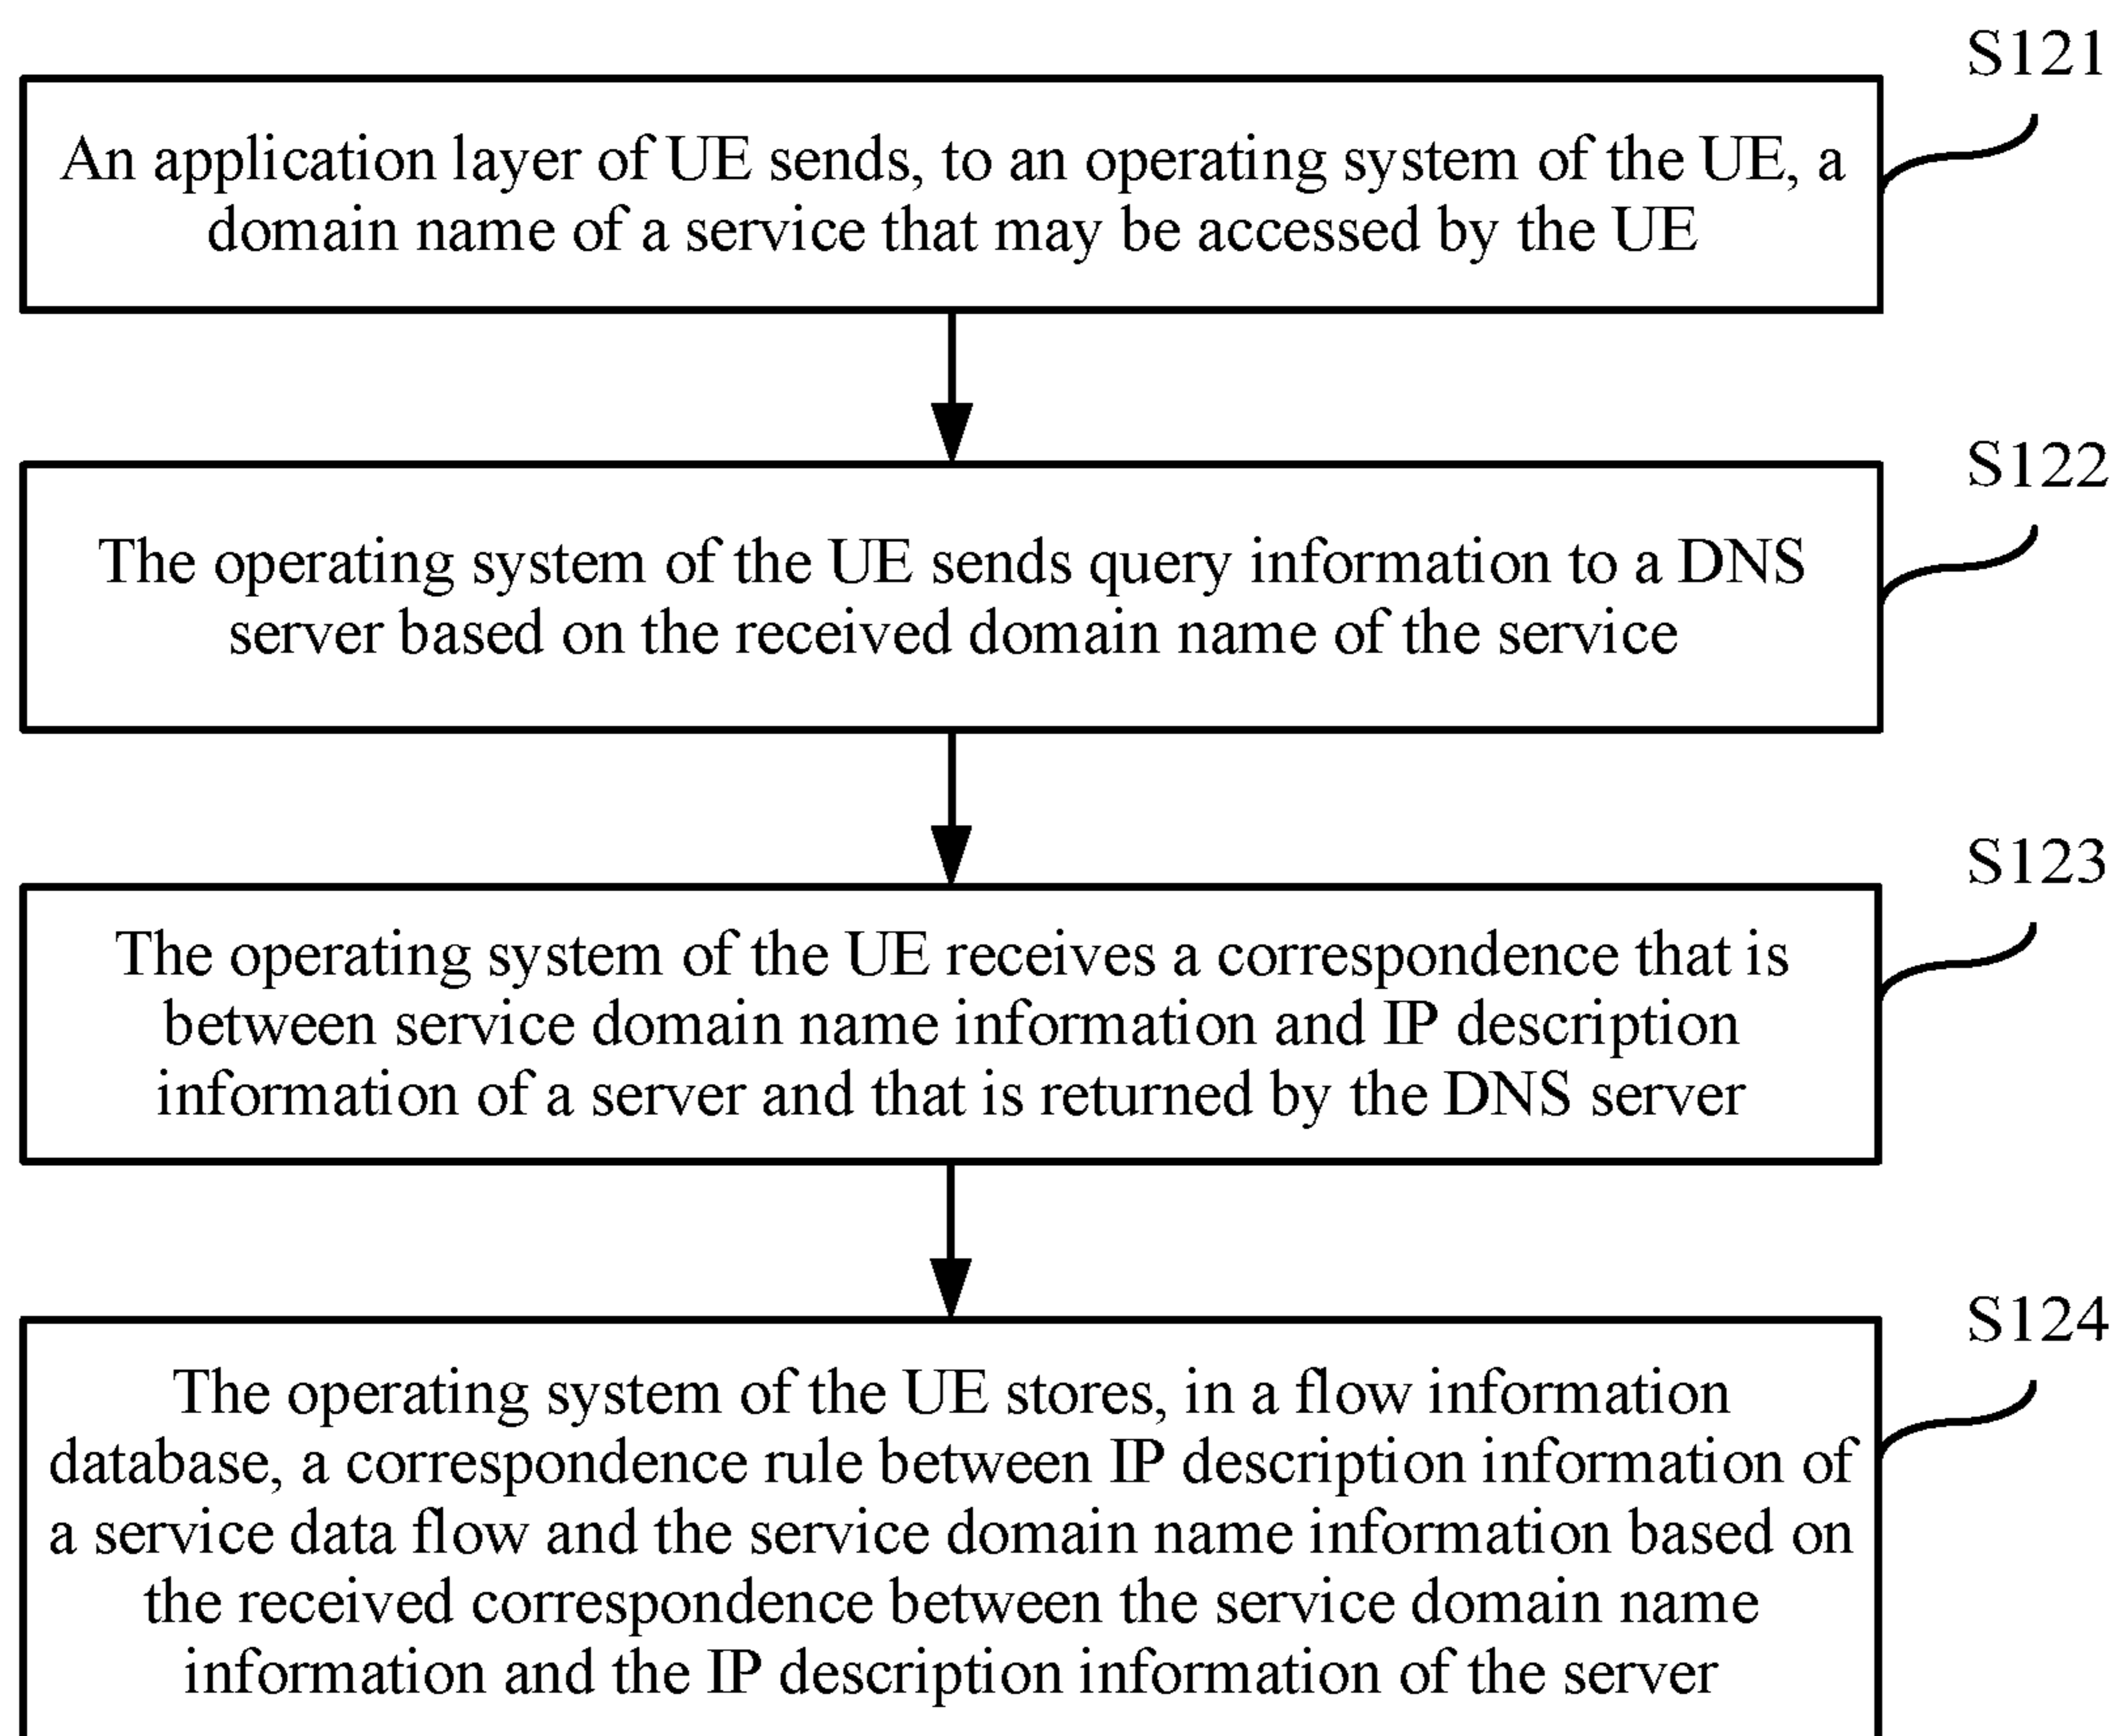 S121
An application layer of UE sends, to an operating system of the UE, a
domain name of a service that may be accessed by the UE
S122
The operating system of the UE sends query information to a DNS
server based on the received domain name of the service
S123
The operating system of the UE receives a correspondence that is
between service domain name information and IP description
information of a server and that is returned by the DNS server
S124
The operating system of the UE stores, in a flow information
database, a correspondence rule between IP description information of
a service data flow and the service domain name information based on
the received correspondence between the service domain name
information and the IP description information of the server